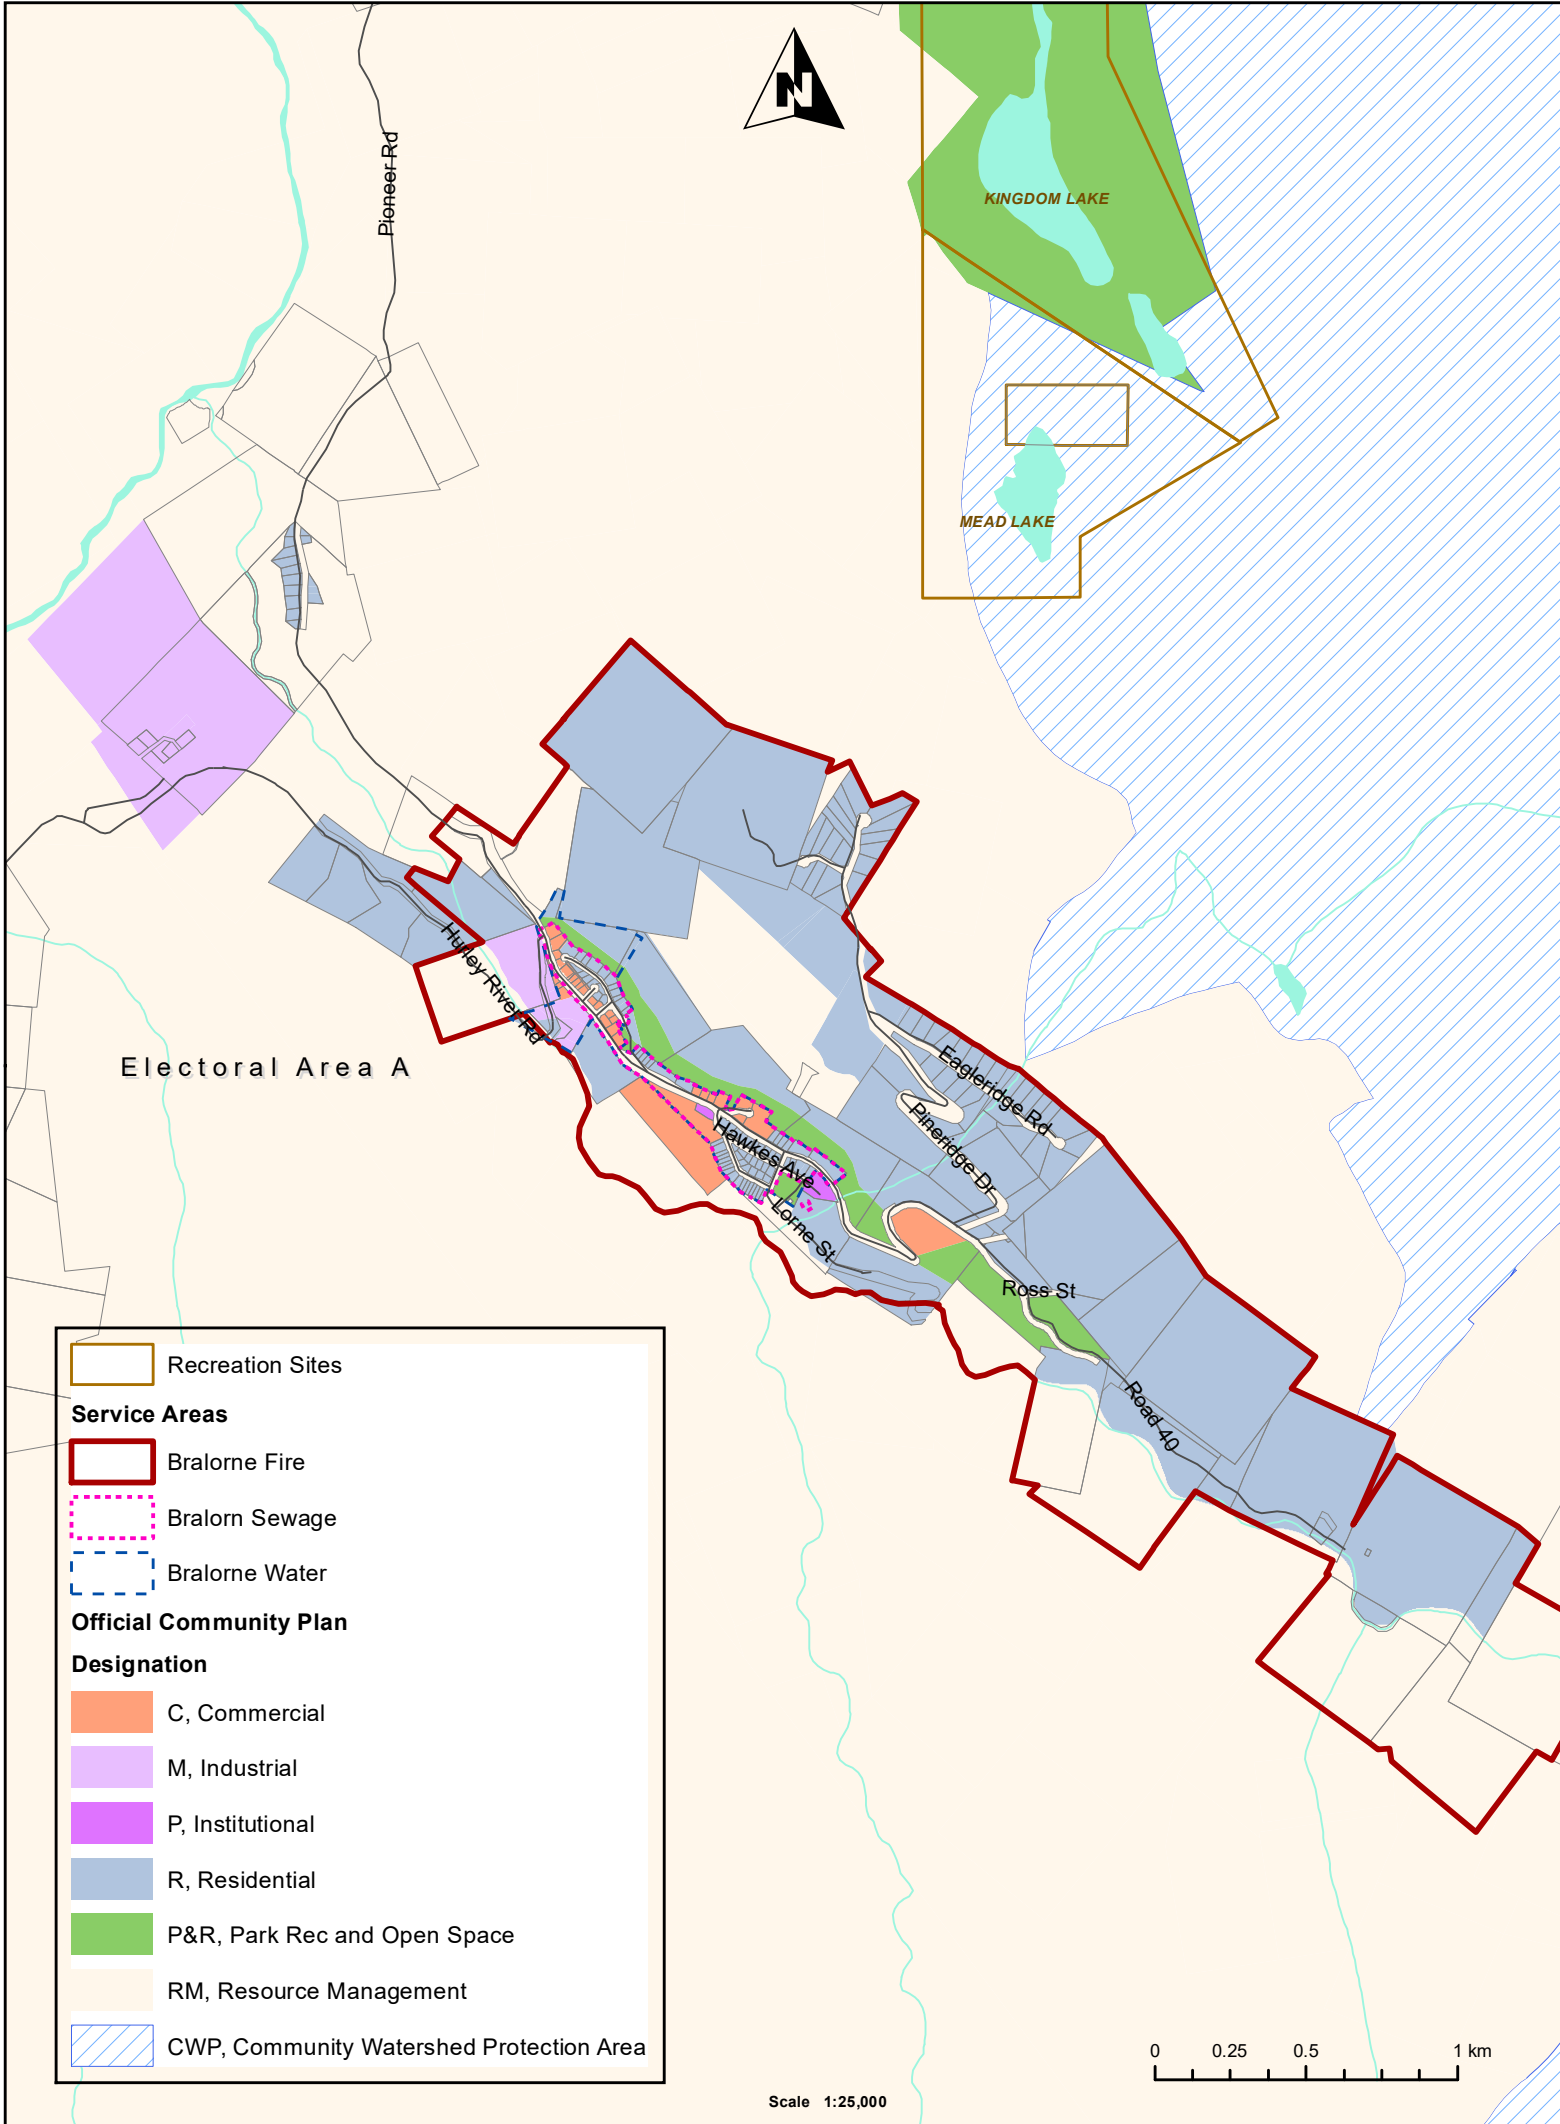 N
Pioneer Rd
KINGDOM LAKE
MEAD LAKE
Hurley River Rd
Electoral Area A
Eagleridge Rd
Pineridge Dr
Hawkes Ave
Lorne St
Ross St
Road 40
Recreation Sites
Service Areas
Bralorne Fire
Bralorn Sewage
Bralorne Water
Official Community Plan
Designation
C, Commercial
M, Industrial
P, Institutional
R, Residential
P&R, Park Rec and Open Space
RM, Resource Management
CWP, Community Watershed Protection Area
0 0.25 0.5 1 km
Scale 1:25,000